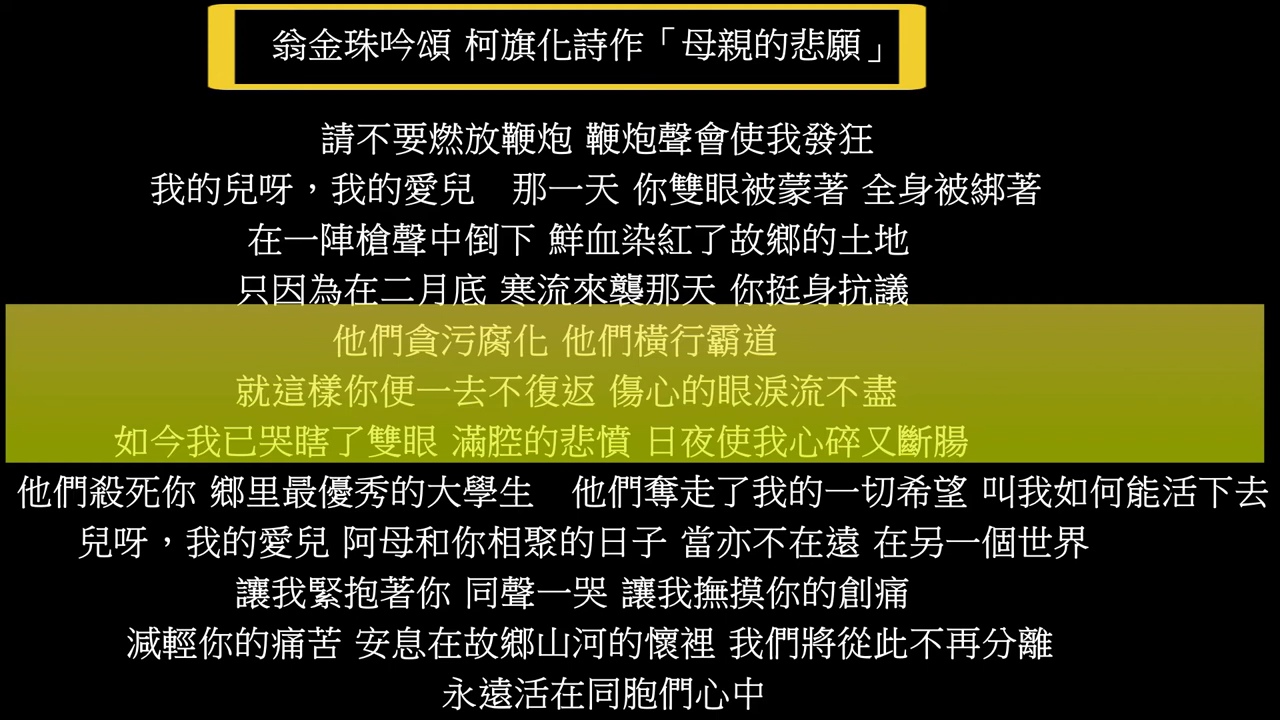 翁金珠吟頌 柯旗化詩作「母親的悲願」
請不要燃放鞭炮 鞭炮聲會使我發狂
我的兒呀，我的愛兒　那一天 你雙眼被蒙著 全身被綁著
在一陣槍聲中倒下 鮮血染紅了故鄉的土地
只因為在二月底 寒流來襲那天 你挺身抗議
他們貪污腐化 他們橫行霸道
就這樣你便一去不復返 傷心的眼淚流不盡
如今我已哭瞎了雙眼 滿腔的悲憤 日夜使我心碎又斷腸
他們殺死你 鄉里最優秀的大學生　他們奪走了我的一切希望 叫我如何能活下去
兒呀，我的愛兒 阿母和你相聚的日子 當亦不在遠 在另一個世界
讓我緊抱著你 同聲一哭 讓我撫摸你的創痛
減輕你的痛苦 安息在故鄉山河的懷裡 我們將從此不再分離
永遠活在同胞們心中